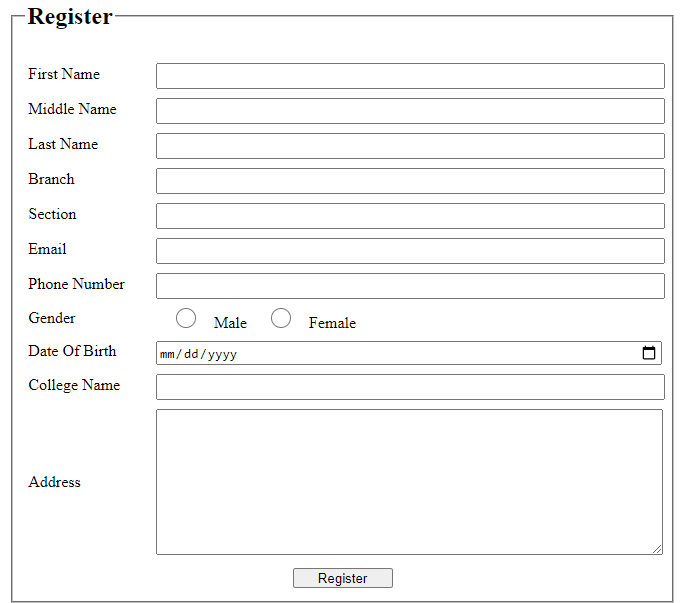 Register
First Name
Middle Name
Last Name
Branch
Section
Email
Phone Number
Gender Male Female
Date Of Birth mm/dd/yyyy
College Name
Address
Register